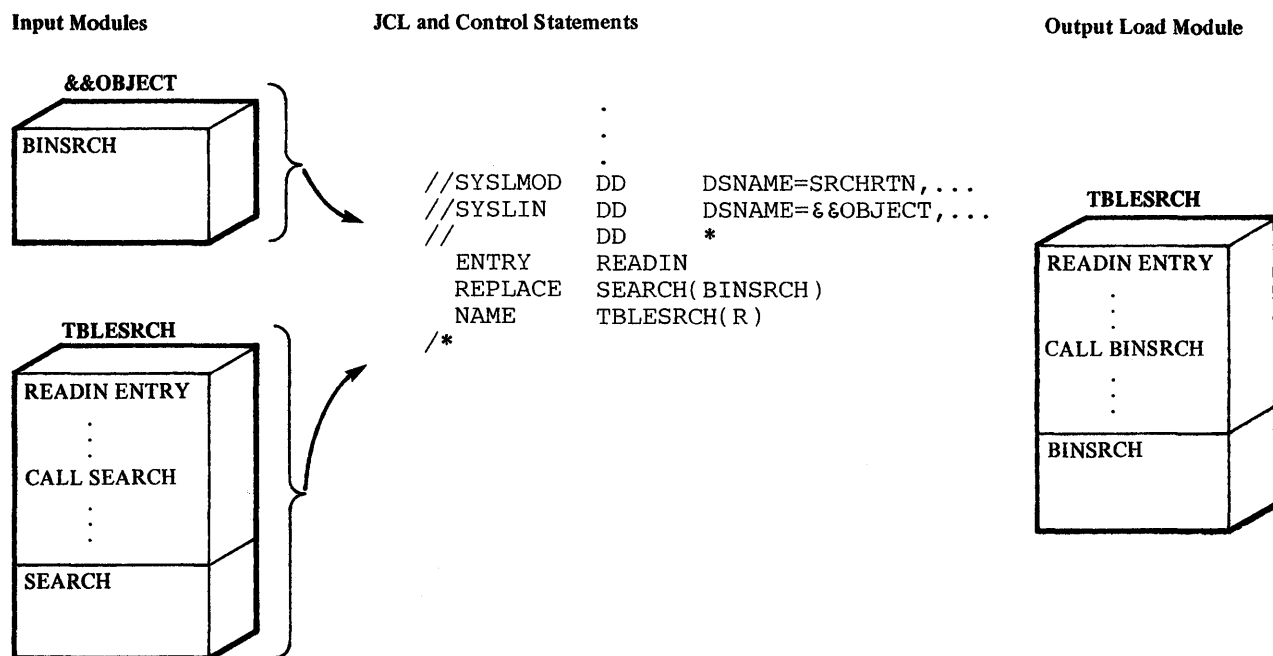 Input Modules
JCL and Control Statements
Output Load Module
&&OBJECT
BINSRCH
TBLESRCH
READIN ENTRY
.
.
.
CALL SEARCH
.
.
.
SEARCH
.
.
.
//SYSLMOD DD DSNAME=SRCHRTN,...
//SYSLIN DD DSNAME=&&OBJECT,...
// DD *
ENTRY READIN
REPLACE SEARCH(BINSRCH)
NAME TBLESRCH(R)
/*
TBLESRCH
READIN ENTRY
.
.
.
CALL BINSRCH
.
.
.
BINSRCH